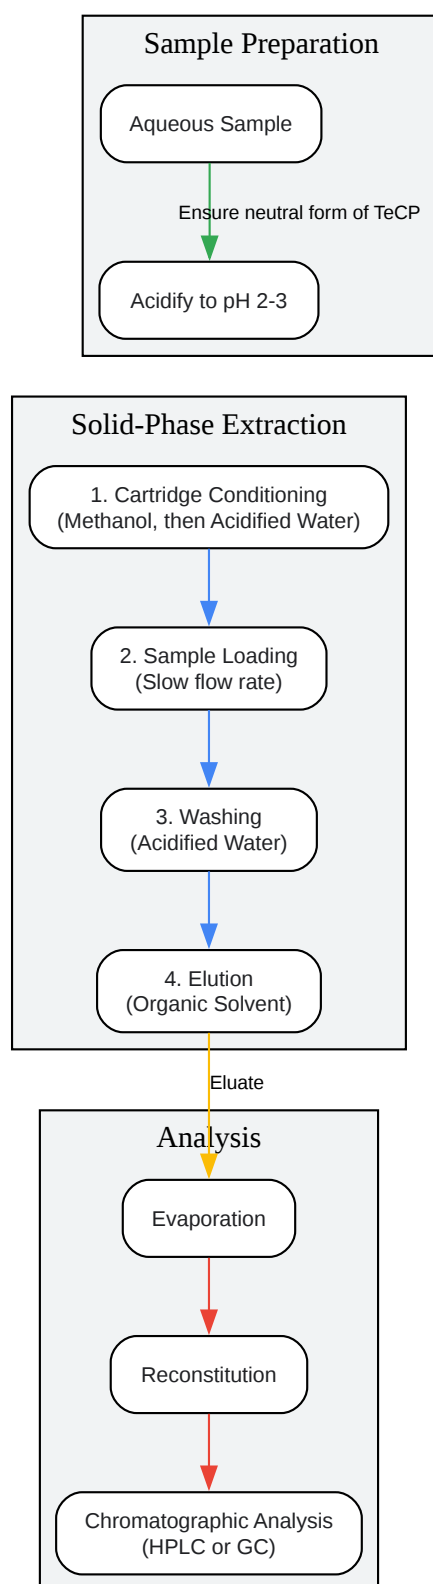 Sample Preparation
Aqueous Sample
Ensure neutral form of TeCP
Acidify to pH 2-3
Solid-Phase Extraction
1. Cartridge Conditioning
(Methanol, then Acidified Water)
2. Sample Loading
(Slow flow rate)
3. Washing
(Acidified Water)
4. Elution
(Organic Solvent)
Eluate
Analysis
Evaporation
Reconstitution
Chromatographic Analysis
(HPLC or GC)